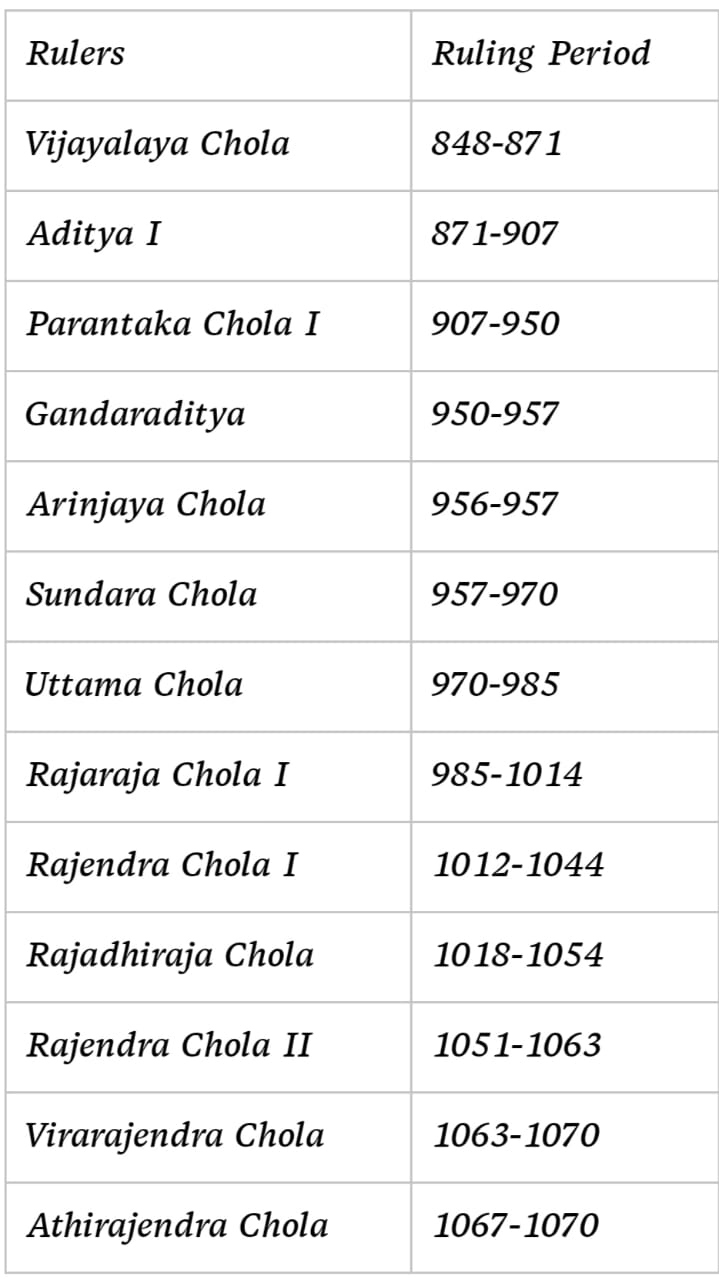 Rulers Ruling Period
Vijayalaya Chola 848-871
Aditya I 871-907
Parantaka Chola I 907-950
Gandaraditya 950-957
Arinjaya Chola 956-957
Sundara Chola 957-970
Uttama Chola 970-985
Rajaraja Chola I 985-1014
Rajendra Chola I 1012-1044
Rajadhiraja Chola 1018-1054
Rajendra Chola II 1051-1063
Virarajendra Chola 1063-1070
Athirajendra Chola 1067-1070